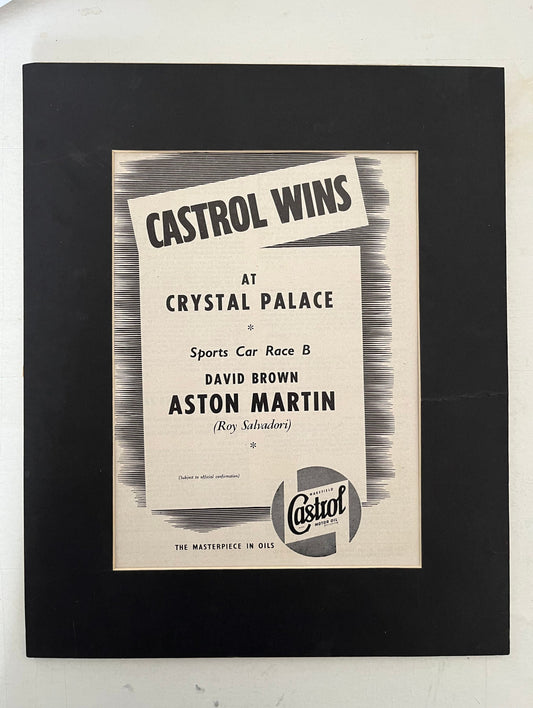 CASTROL WINS
AT
CRYSTAL PALACE
*
Sports Car Race B
DAVID BROWN
ASTON MARTIN
(Roy Salvadori)
*
(Subject to official confirmation)
WAKEFIELD
Castrol
MOTOR OIL
THE MASTERPIECE IN OILS